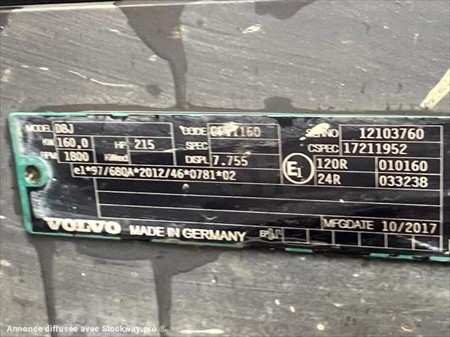 MODEL D8J CODE SERNO 12103760
KW 160,0 HP 215 SPEC CSPEC 17211952
RPM 1800 KWmed DISPL 7.755 E1 120R 010160
e1*97/68QA*2012/46*0781*02 24R 033238
MFGDATE 10/2017
VOLVO MADE IN GERMANY
Annonce diffusée avec Stockway.pro